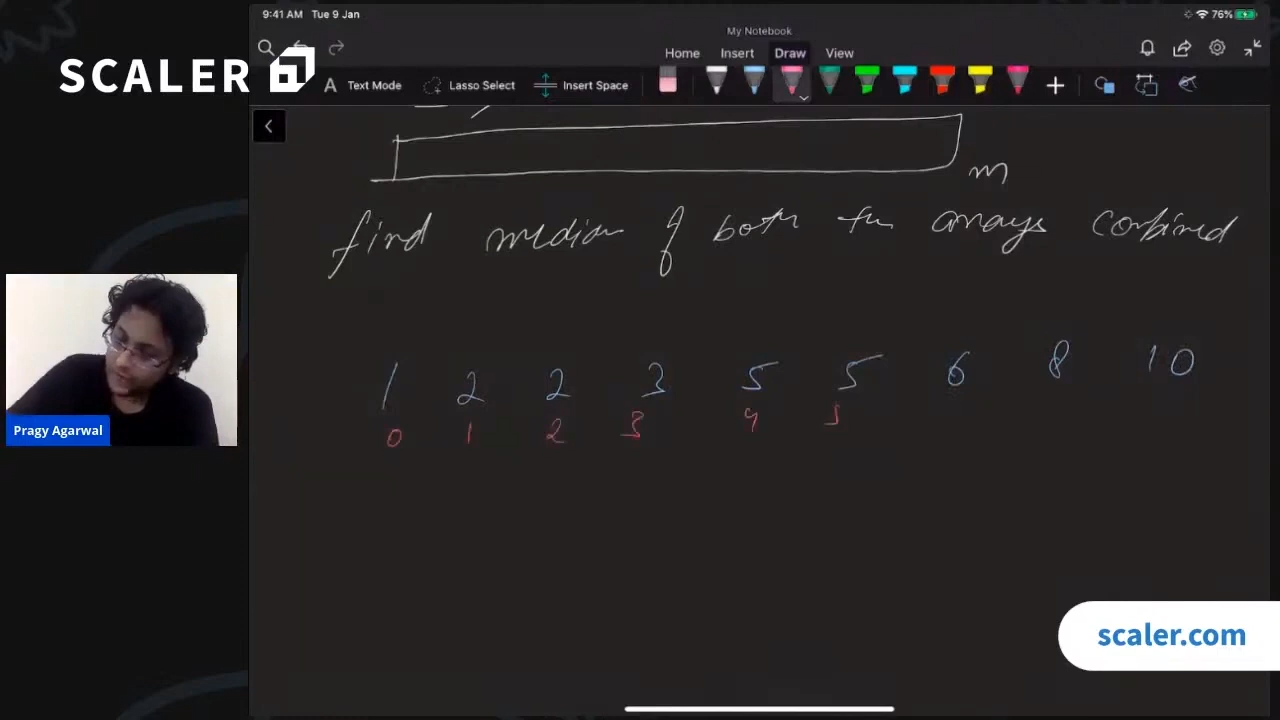 9:41 AM Tue 9 Jan
76%
My Notebook
Home Insert Draw View
SCALER
Text Mode Lasso Select Insert Space
m
find median of both the arrays combined
1 2 2 3 5 5 6 8 10
0 1 2 3 4 5
Pragy Agarwal
scaler.com